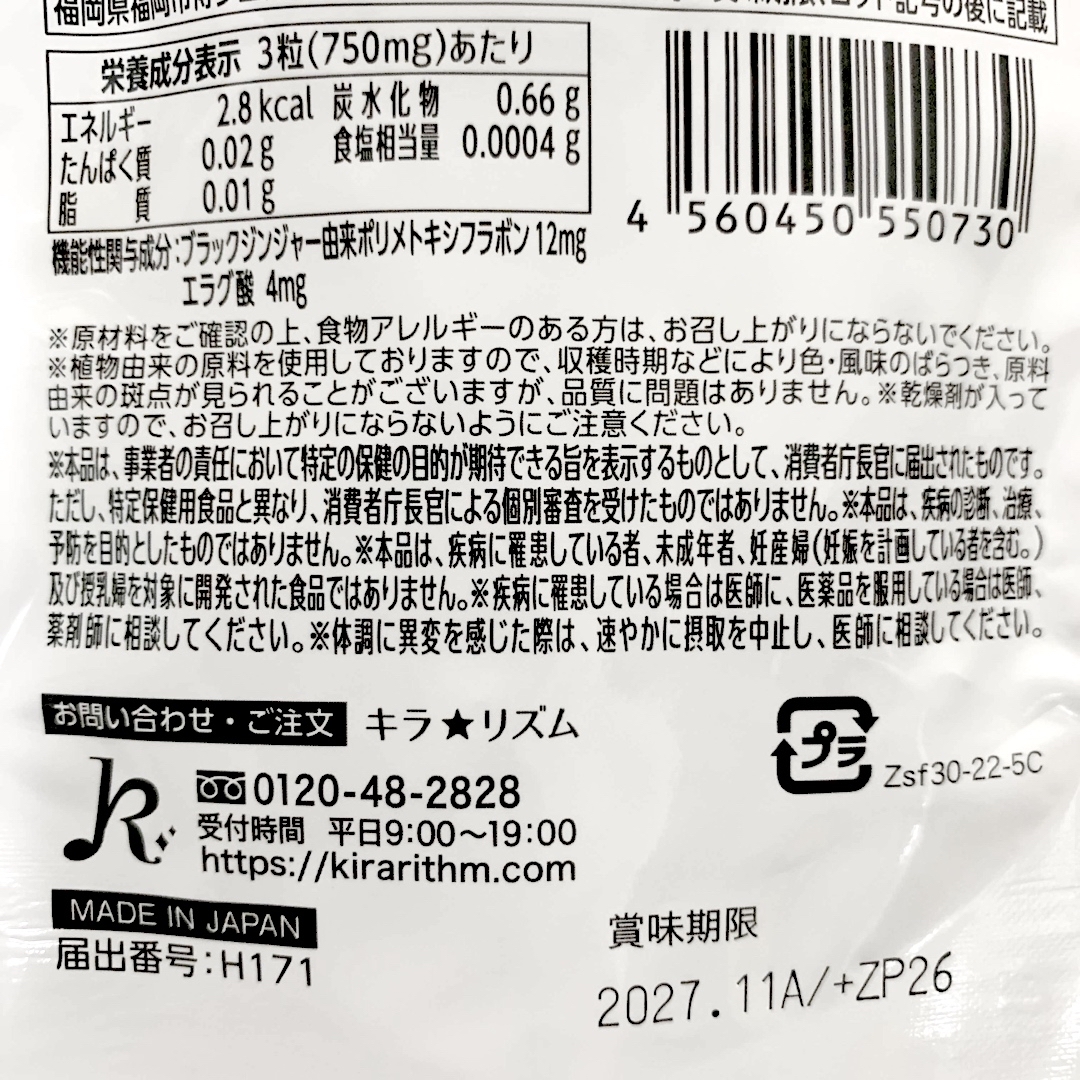 福岡県福岡市博
記号の後に記載
栄養成分表示 3粒(750mg)あたり
エネルギー 2.8kcal 炭水化物 0.66g
たんぱく質 0.02g 食塩相当量 0.0004g
脂質 0.01g
4 560450 550730
機能性関与成分:ブラックジンジャー由来ポリメトキシフラボン12mg
エラグ酸 4mg
※原材料をご確認の上、食物アレルギーのある方は、お召し上がりにならないでください。
※植物由来の原料を使用しておりますので、収穫時期などにより色・風味のばらつき、原料
由来の斑点が見られることがございますが、品質に問題はありません。※乾燥剤が入って
いますので、お召し上がりにならないようにご注意ください。
※本品は、事業者の責任において特定の保健の目的が期待できる旨を表示するものとして、消費者庁長官に届出されたものです。
ただし、特定保健用食品と異なり、消費者庁長官による個別審査を受けたものではありません。※本品は、疾病の診断、治療、
予防を目的としたものではありません。※本品は、疾病に罹患している者、未成年者、妊産婦(妊娠を計画している者を含む。)
及び授乳婦を対象に開発された食品ではありません。※疾病に罹患している場合は医師に、医薬品を服用している場合は医師、
薬剤師に相談してください。※体調に異変を感じた際は、速やかに摂取を中止し、医師に相談してください。
お問い合わせ・ご注文 キラ★リズム
プラ
Zsf30-22-5C
0120-48-2828
受付時間 平日9:00～19:00
https://kirarithm.com
MADE IN JAPAN
届出番号:H171
賞味期限
2027.11A/+ZP26